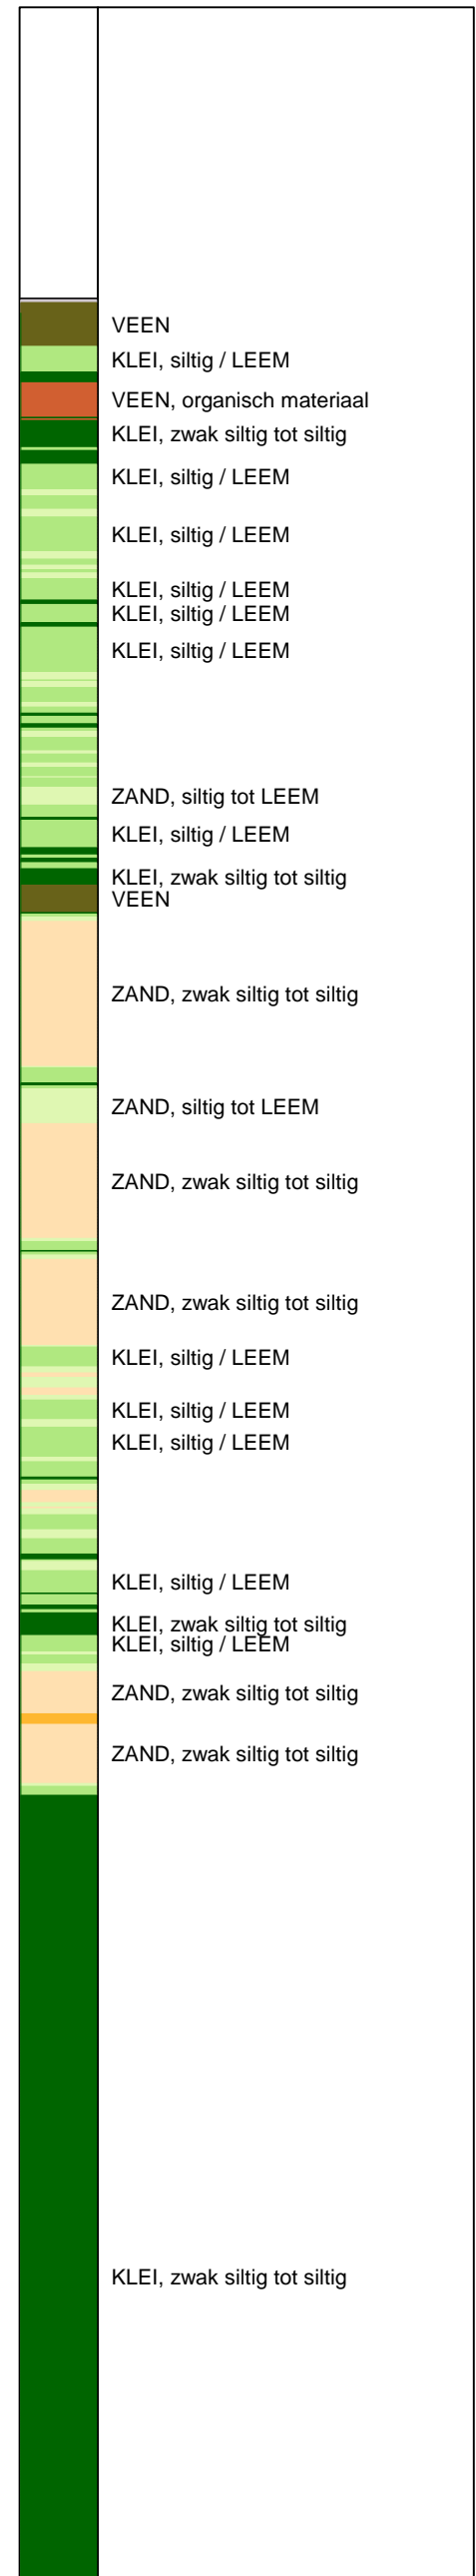 VEEN
KLEI, siltig / LEEM
VEEN, organisch materiaal
KLEI, zwak siltig tot siltig
KLEI, siltig / LEEM
KLEI, siltig / LEEM
KLEI, siltig / LEEM
KLEI, siltig / LEEM
KLEI, siltig / LEEM
ZAND, siltig tot LEEM
KLEI, siltig / LEEM
KLEI, zwak siltig tot siltig
VEEN
ZAND, zwak siltig tot siltig
ZAND, siltig tot LEEM
ZAND, zwak siltig tot siltig
ZAND, zwak siltig tot siltig
KLEI, siltig / LEEM
KLEI, siltig / LEEM
KLEI, siltig / LEEM
KLEI, siltig / LEEM
KLEI, zwak siltig tot siltig
KLEI, siltig / LEEM
ZAND, zwak siltig tot siltig
ZAND, zwak siltig tot siltig
KLEI, zwak siltig tot siltig